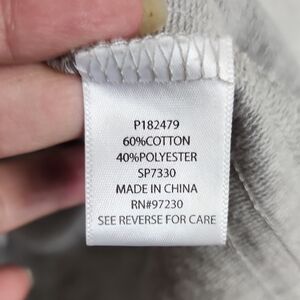 P182479
60%COTTON
40%POLYESTER
SP7330
MADE IN CHINA
RN#97230
SEE REVERSE FOR CARE